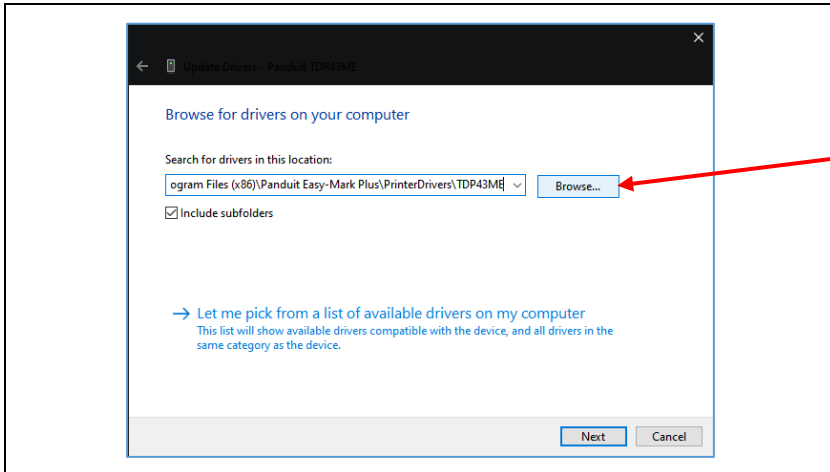 Update Drivers - Panduit TDP43ME
Browse for drivers on your computer
Search for drivers in this location:
ogram Files (x86)\Panduit Easy-Mark Plus\PrinterDrivers\TDP43ME
Browse...
Include subfolders
Let me pick from a list of available drivers on my computer
This list will show available drivers compatible with the device, and all drivers in the
same category as the device.
Next
Cancel